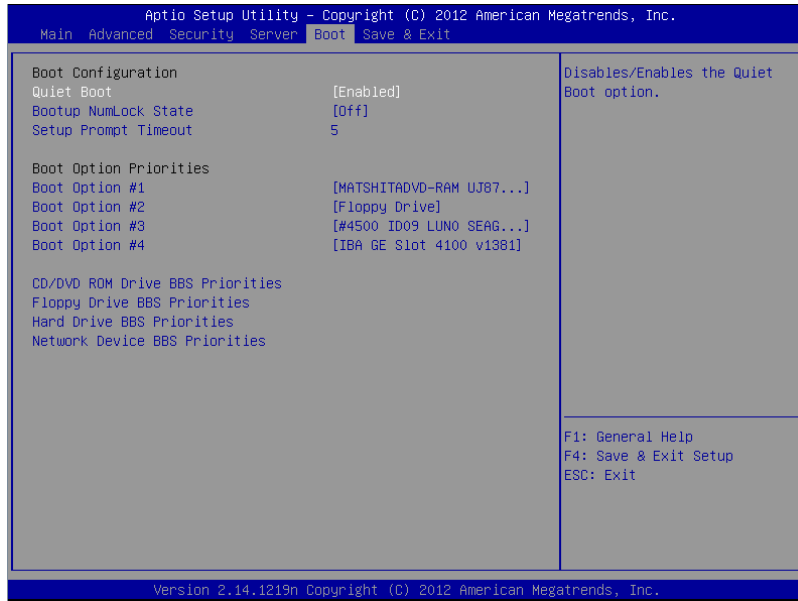 Aptio Setup Utility – Copyright (C) 2012 American Megatrends, Inc.
Main Advanced Security Server Boot Save & Exit
Boot Configuration
Quiet Boot [Enabled]
Bootup NumLock State [Off]
Setup Prompt Timeout 5
Boot Option Priorities
Boot Option #1 [MATSHITADVD-RAM UJ87...]
Boot Option #2 [Floppy Drive]
Boot Option #3 [#4500 ID09 LUN0 SEAG...]
Boot Option #4 [IBA GE Slot 4100 v1381]
CD/DVD ROM Drive BBS Priorities
Floppy Drive BBS Priorities
Hard Drive BBS Priorities
Network Device BBS Priorities
Disables/Enables the Quiet
Boot option.
F1: General Help
F4: Save & Exit Setup
ESC: Exit
Version 2.14.1219n Copyright (C) 2012 American Megatrends, Inc.